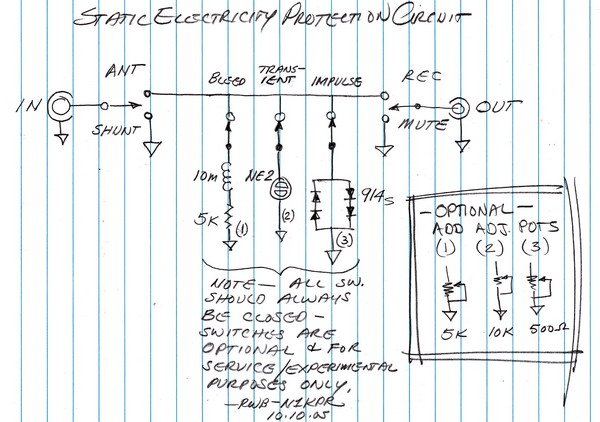 STATIC ELECTRICITY PROTECTION CIRCUIT
IN
ANT
SHUNT
BLEED
TRANS-
IENT
IMPULSE
REC
MUTE
OUT
10m
5K
(1)
NE2
(2)
914s
(3)
- OPTIONAL -
ADD ADJ. POTS
(1) (2) (3)
5K 10K 500Ω
NOTE - ALL SW.
SHOULD ALWAYS
BE CLOSED -
SWITCHES ARE
OPTIONAL & FOR
SERVICE/EXPERIMENTAL
PURPOSES ONLY.
-RWB-N1KPR
10.10.05